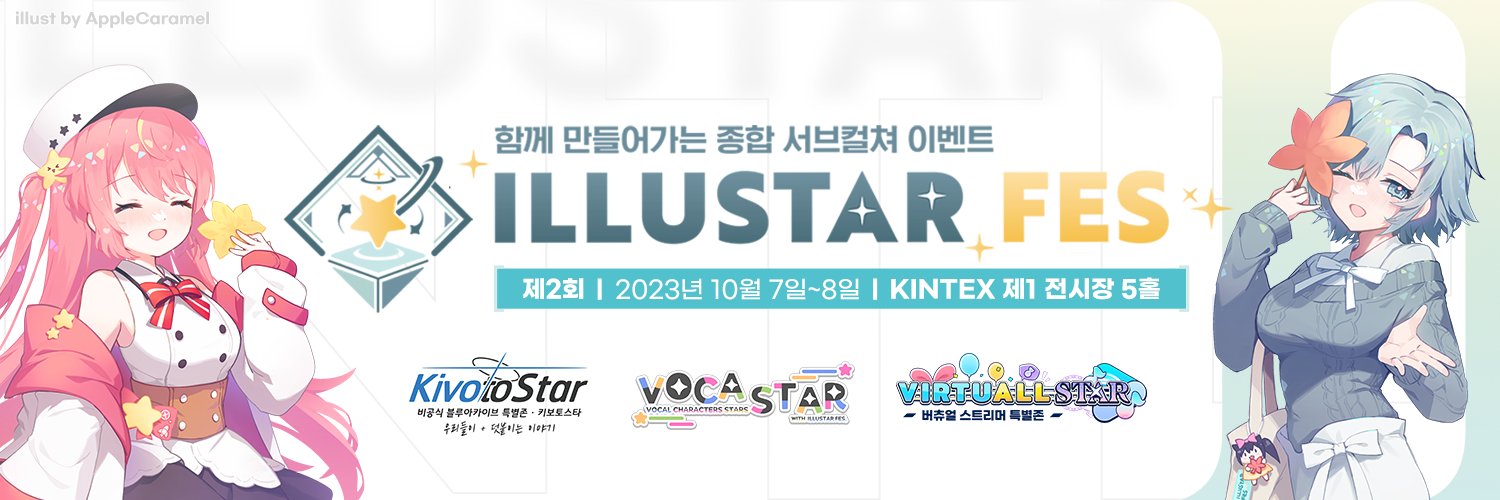 illust by AppleCaramel
ILLUSTAR
함께 만들어가는 종합 서브컬쳐 이벤트
ILLUSTAR FES
제2회 | 2023년 10월 7일~8일 | KINTEX 제1 전시장 5홀
KivotoStar
비공식 블루아카이브 특별존 · 키보토스타
우리들이 + 덧붙이는 이야기
VOCASTAR
VOCAL CHARACTERS STARS
WITH ILLUSTAR FES.
VIRTUALL STAR
버츄얼 스트리머 특별존